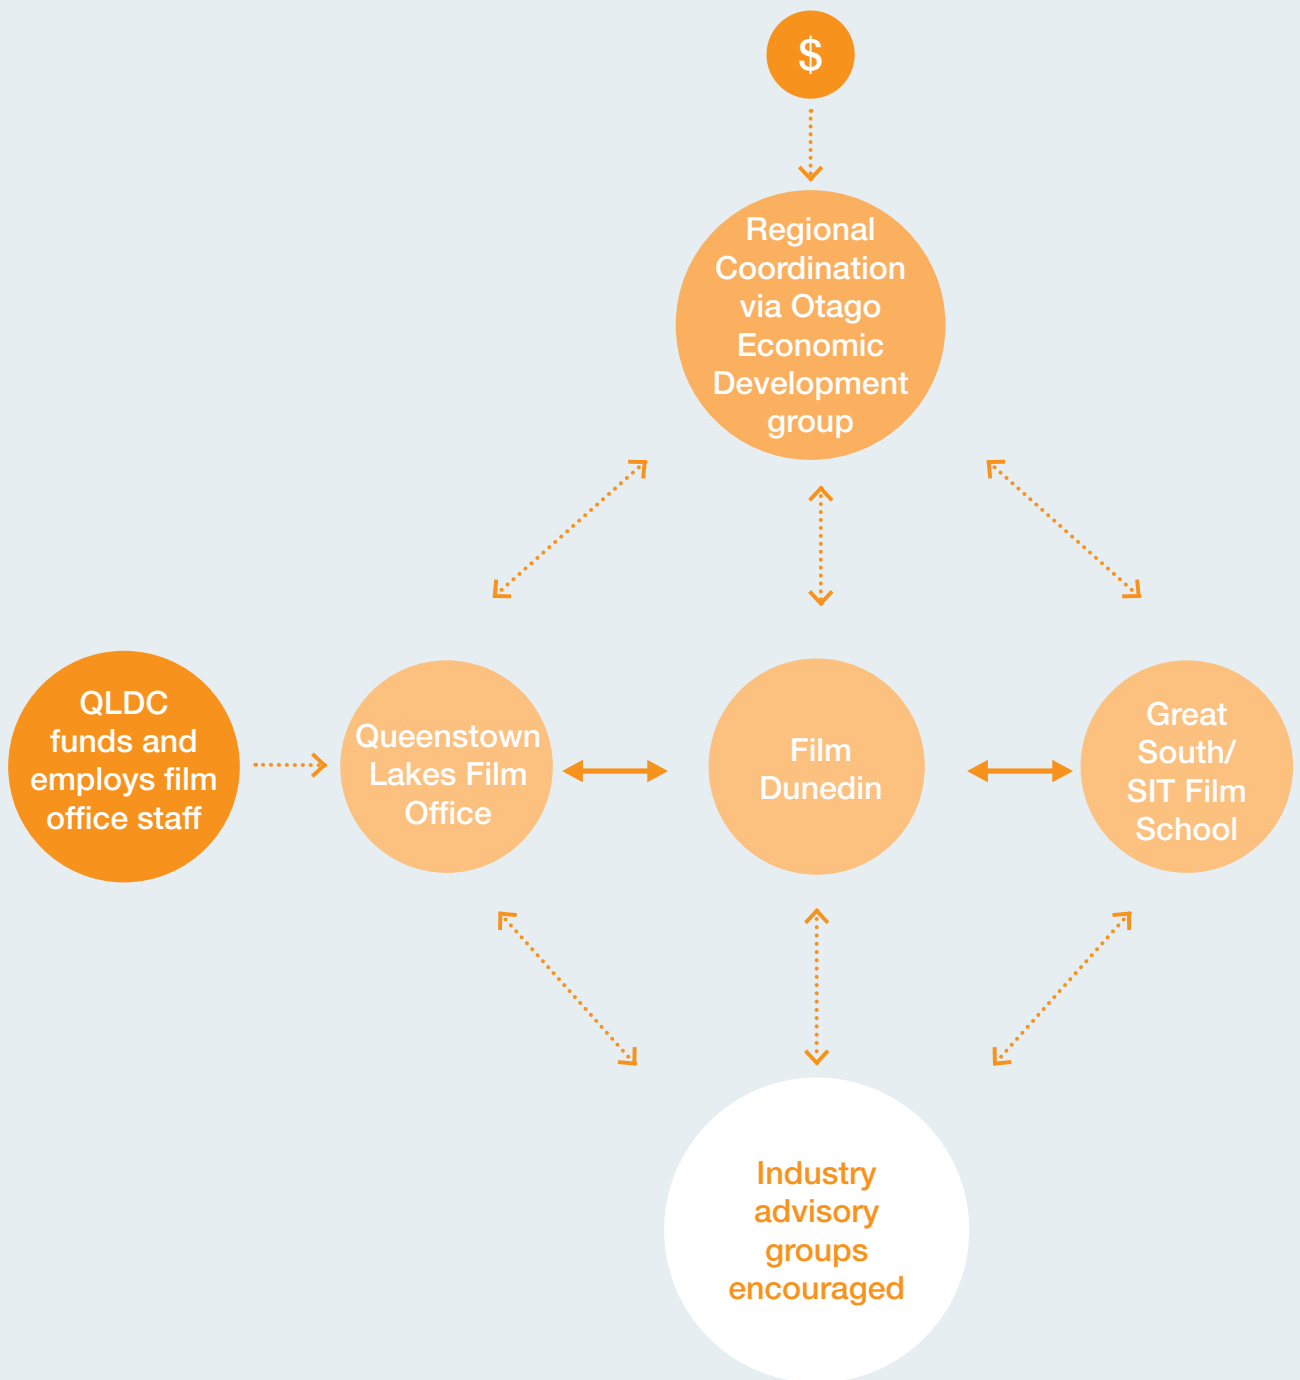 $
Regional
Coordination
via Otago
Economic
Development
group
QLDC
funds and
employs film
office staff
Queenstown
Lakes Film
Office
Film
Dunedin
Great
South/
SIT Film
School
Industry
advisory
groups
encouraged